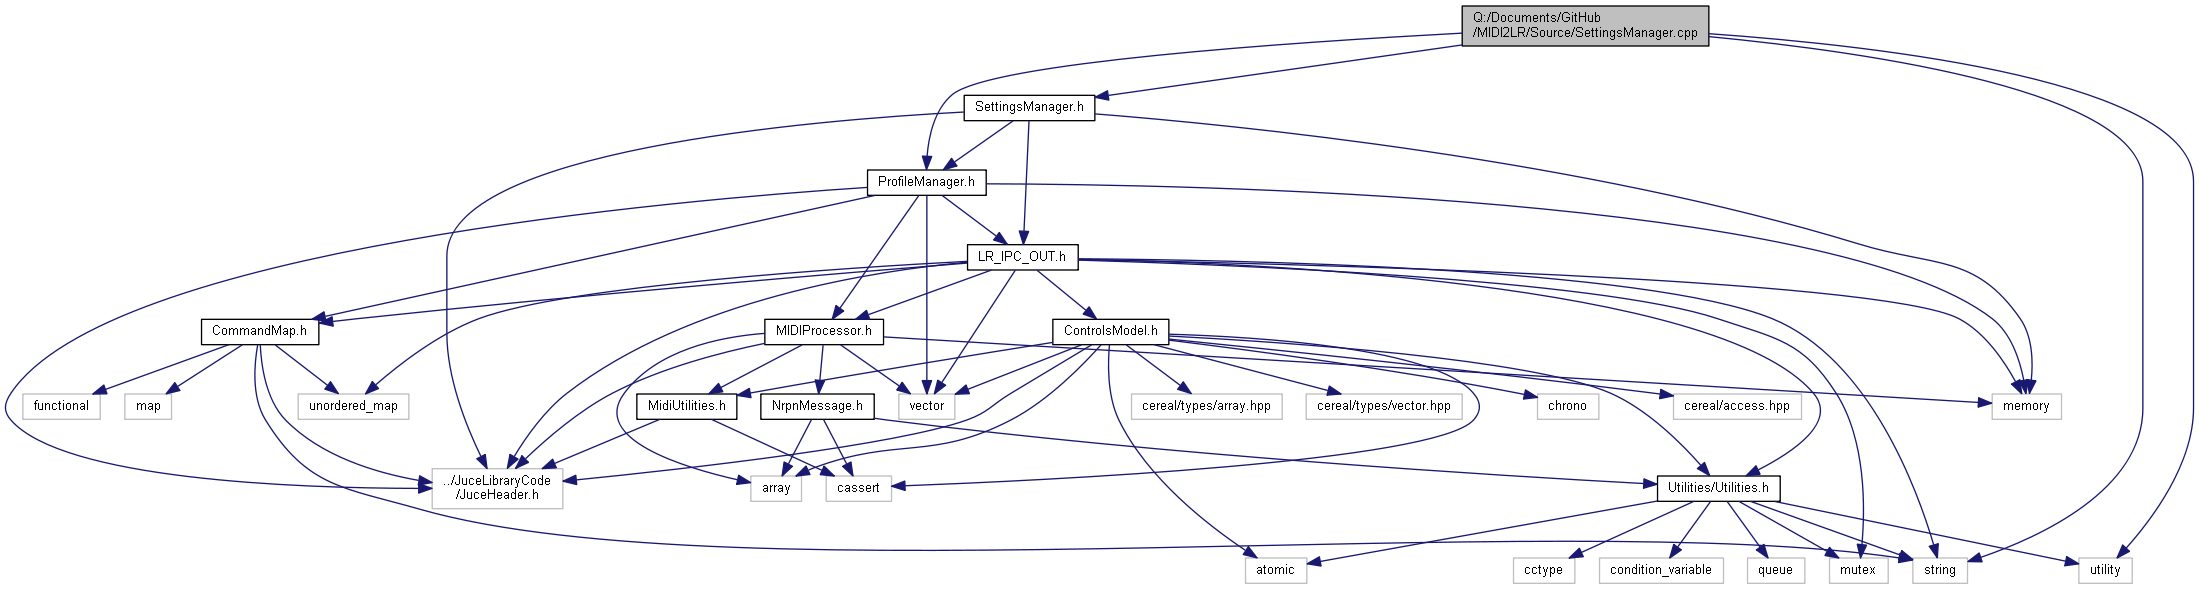 Q:/Documents/GitHub
/MIDI2LR/Source/SettingsManager.cpp
SettingsManager.h
ProfileManager.h
LR_IPC_OUT.h
CommandMap.h
MIDIProcessor.h
ControlsModel.h
functional
map
unordered_map
MidiUtilities.h
NrpnMessage.h
vector
cereal/types/array.hpp
cereal/types/vector.hpp
chrono
cereal/access.hpp
memory
../JuceLibraryCode
/JuceHeader.h
array
cassert
Utilities/Utilities.h
atomic
cctype
condition_variable
queue
mutex
string
utility